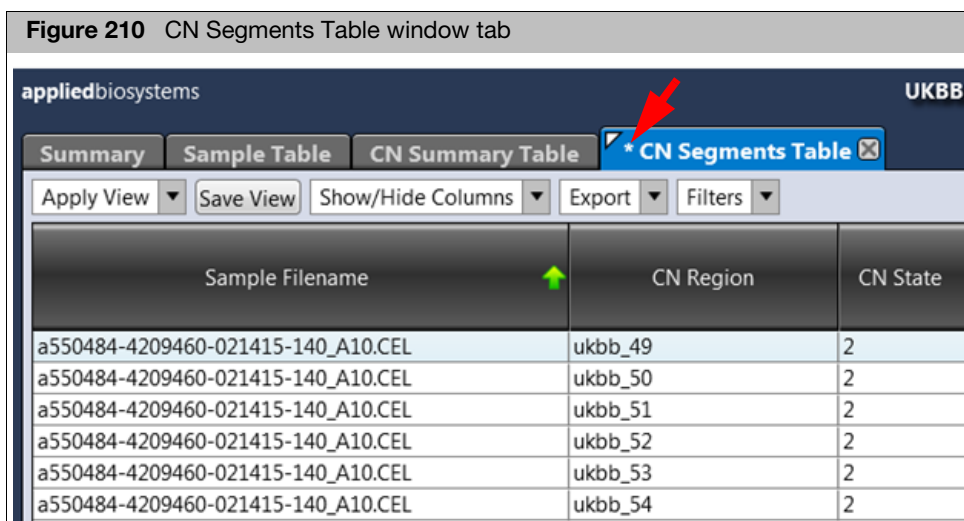 Figure 210 CN Segments Table window tab
appliedbiosystems UKBB
Summary Sample Table CN Summary Table * CN Segments Table
Apply View Save View Show/Hide Columns Export Filters
Sample Filename CN Region CN State
a550484-4209460-021415-140_A10.CEL ukbb_49 2
a550484-4209460-021415-140_A10.CEL ukbb_50 2
a550484-4209460-021415-140_A10.CEL ukbb_51 2
a550484-4209460-021415-140_A10.CEL ukbb_52 2
a550484-4209460-021415-140_A10.CEL ukbb_53 2
a550484-4209460-021415-140_A10.CEL ukbb_54 2